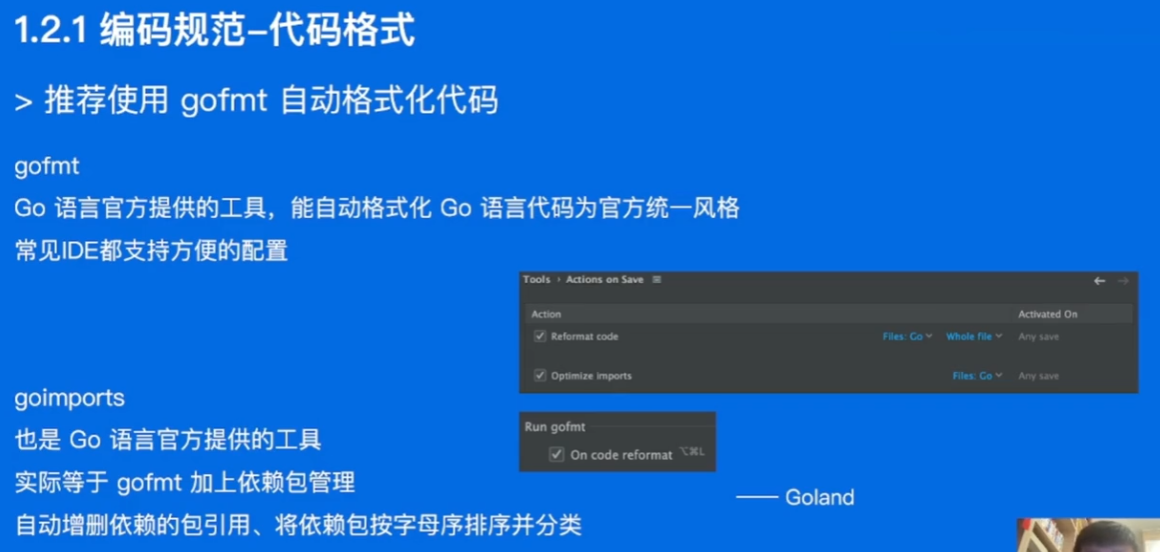 1.2.1 编码规范–代码格式
> 推荐使用 gofmt 自动格式化代码
gofmt
Go 语言官方提供的工具，能自动格式化 Go 语言代码为官方统一风格
常见IDE都支持方便的配置
Tools › Actions on Save
Action Activated On
Reformat code Files: Go Whole file Any save
Optimize imports Files: Go Any save
goimports
也是 Go 语言官方提供的工具
实际等于 gofmt 加上依赖包管理
自动增删依赖的包引用、将依赖包按字母序排序并分类
Run gofmt
On code reformat ⌥⌘L
—— Goland